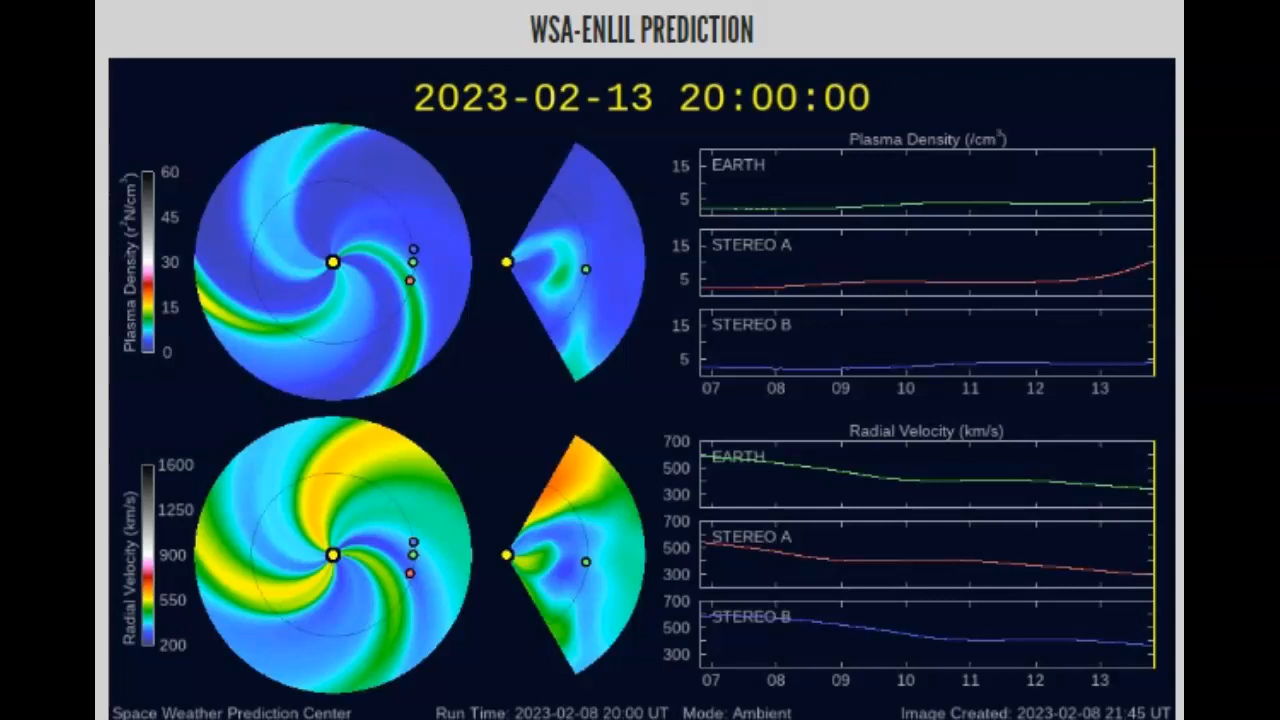 WSA-ENLIL PREDICTION
2023-02-13 20:00:00
Plasma Density (r²N/cm³)
60
45
30
15
0
Plasma Density (/cm³)
EARTH
15
5
STEREO A
15
5
STEREO B
15
5
07 08 09 10 11 12 13
Radial Velocity (km/s)
1600
1250
900
550
200
Radial Velocity (km/s)
EARTH
700
500
300
STEREO A
700
500
300
STEREO B
700
500
300
07 08 09 10 11 12 13
Space Weather Prediction Center Run Time: 2023-02-08 20:00 UT Mode: Ambient Image Created: 2023-02-08 21:45 UT